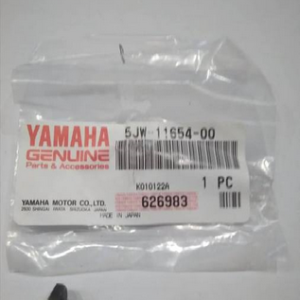 YAMAHA
GENUINE
Parts & Accessories
5JW-11654-00
K010122A
1 PC
YAMAHA MOTOR CO.,LTD.
MADE IN JAPAN
626983